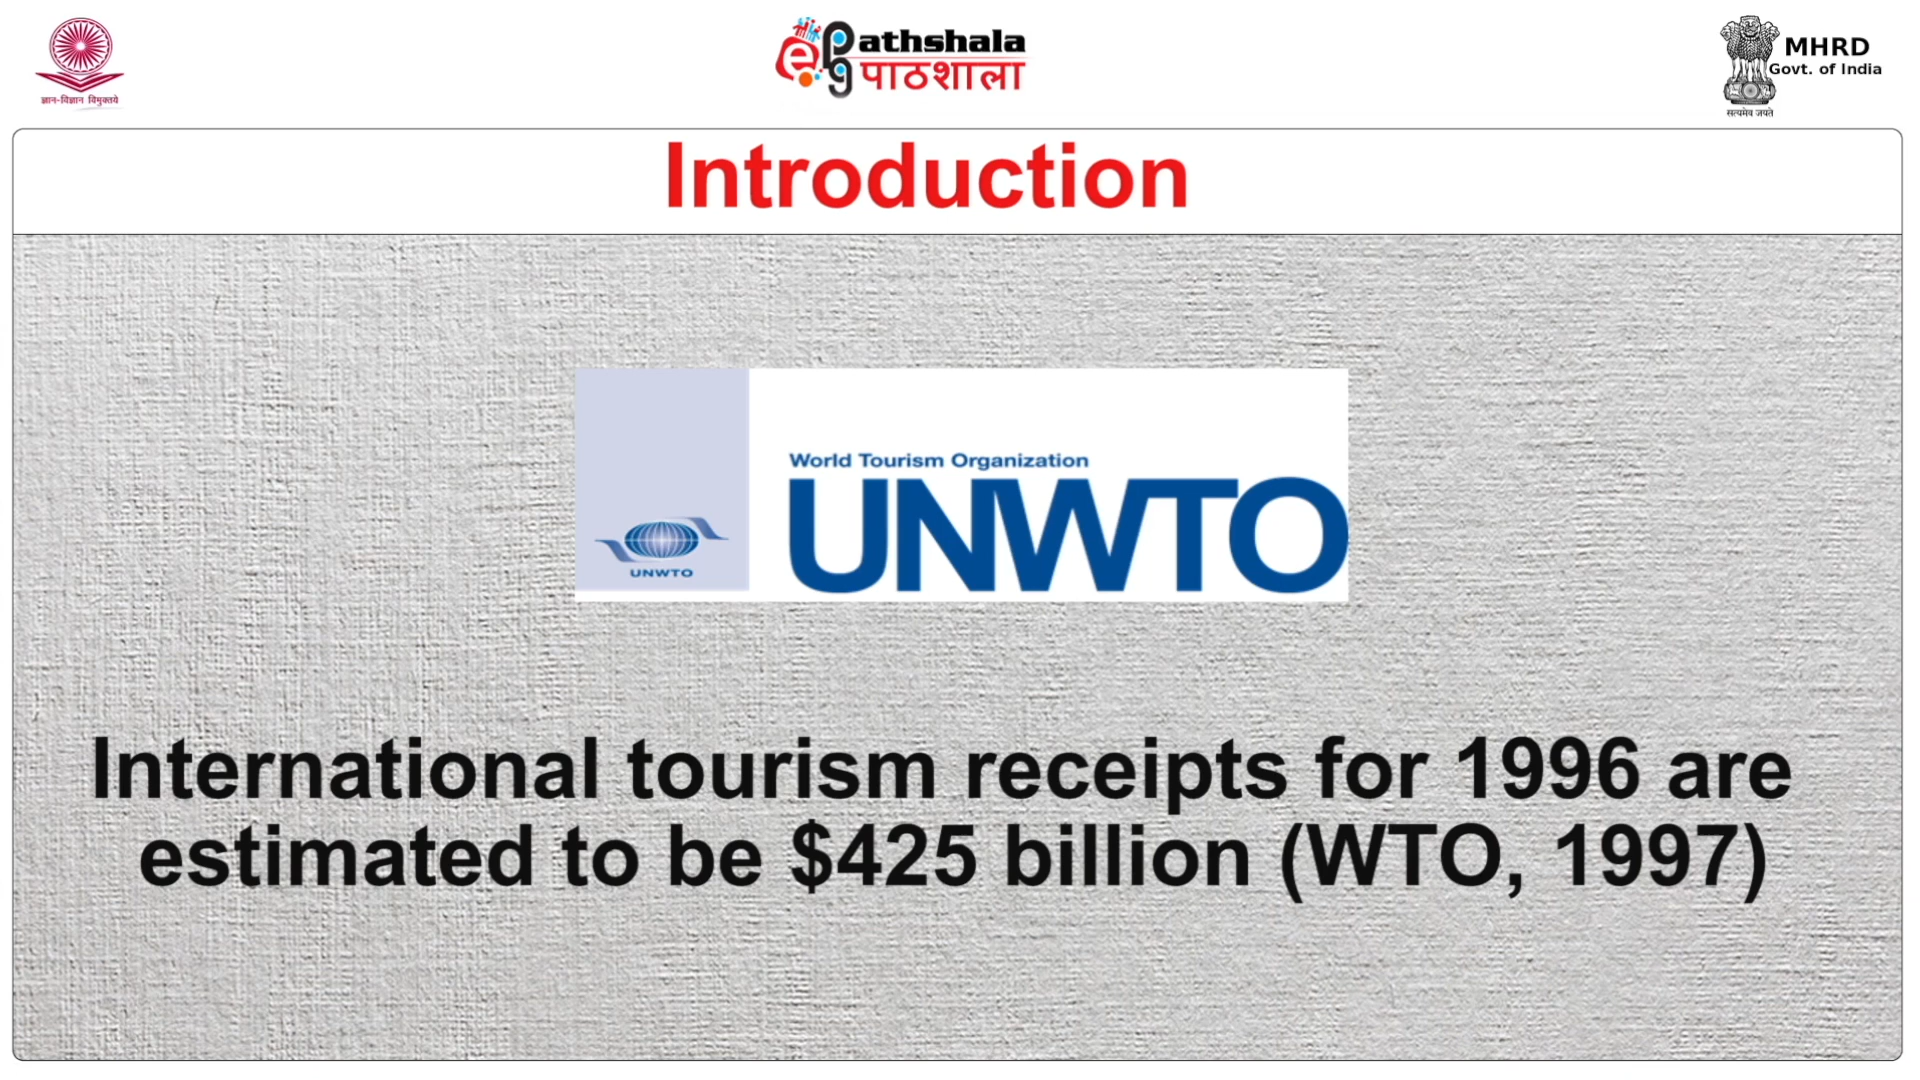 ज्ञान-विज्ञान विमुक्तये
ePathshala
पाठशाला
MHRD
Govt. of India
सत्यमेव जयते
Introduction
World Tourism Organization
UNWTO
UNWTO
International tourism receipts for 1996 are
estimated to be $425 billion (WTO, 1997)